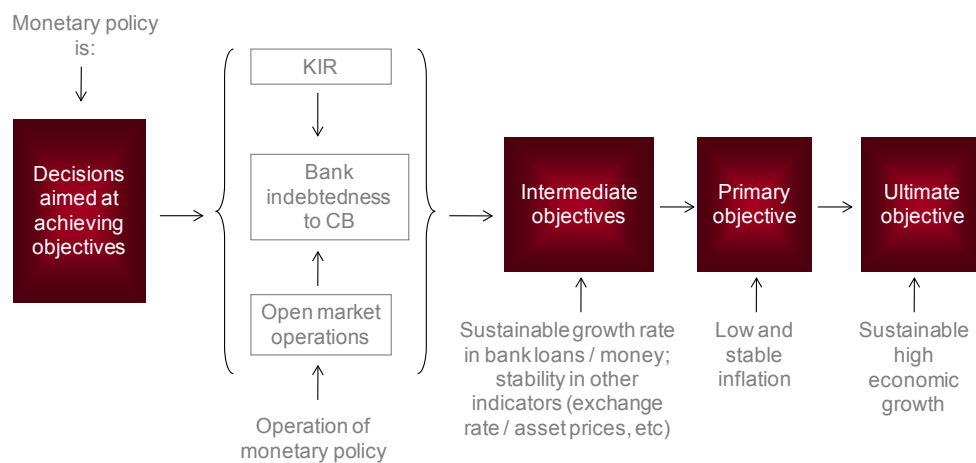 Monetary policy
is:
Decisions
aimed at
achieving
objectives
KIR
Bank
indebtedness
to CB
Open market
operations
Operation of
monetary policy
Intermediate
objectives
Sustainable growth rate
in bank loans / money;
stability in other
indicators (exchange
rate / asset prices, etc)
Primary
objective
Low and
stable
inflation
Ultimate
objective
Sustainable
high
economic
growth